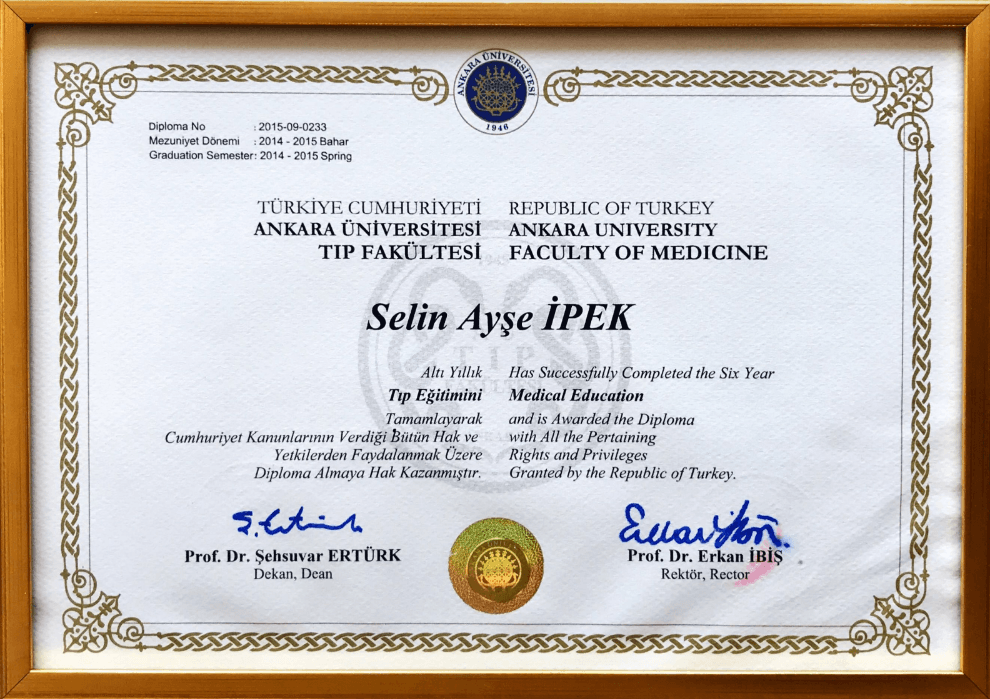 ANKARA ÜNİVERSİTESİ
1946
Diploma No : 2015-09-0233
Mezuniyet Dönemi : 2014 - 2015 Bahar
Graduation Semester: 2014 - 2015 Spring
TÜRKİYE CUMHURİYETİ REPUBLIC OF TURKEY
ANKARA ÜNİVERSİTESİ ANKARA UNIVERSITY
TIP FAKÜLTESİ FACULTY OF MEDICINE
Selin Ayşe İPEK
TIP
FAKÜLTESİ
Altı Yıllık Has Successfully Completed the Six Year
Tıp Eğitimini Medical Education
Tamamlayarak and is Awarded the Diploma
Cumhuriyet Kanunlarının Verdiği Bütün Hak ve with All the Pertaining
Yetkilerden Faydalanmak Üzere Rights and Privileges
Diploma Almaya Hak Kazanmıştır. Granted by the Republic of Turkey.
Prof. Dr. Şehsuvar ERTÜRK Prof. Dr. Erkan İBİŞ
Dekan, Dean Rektör, Rector